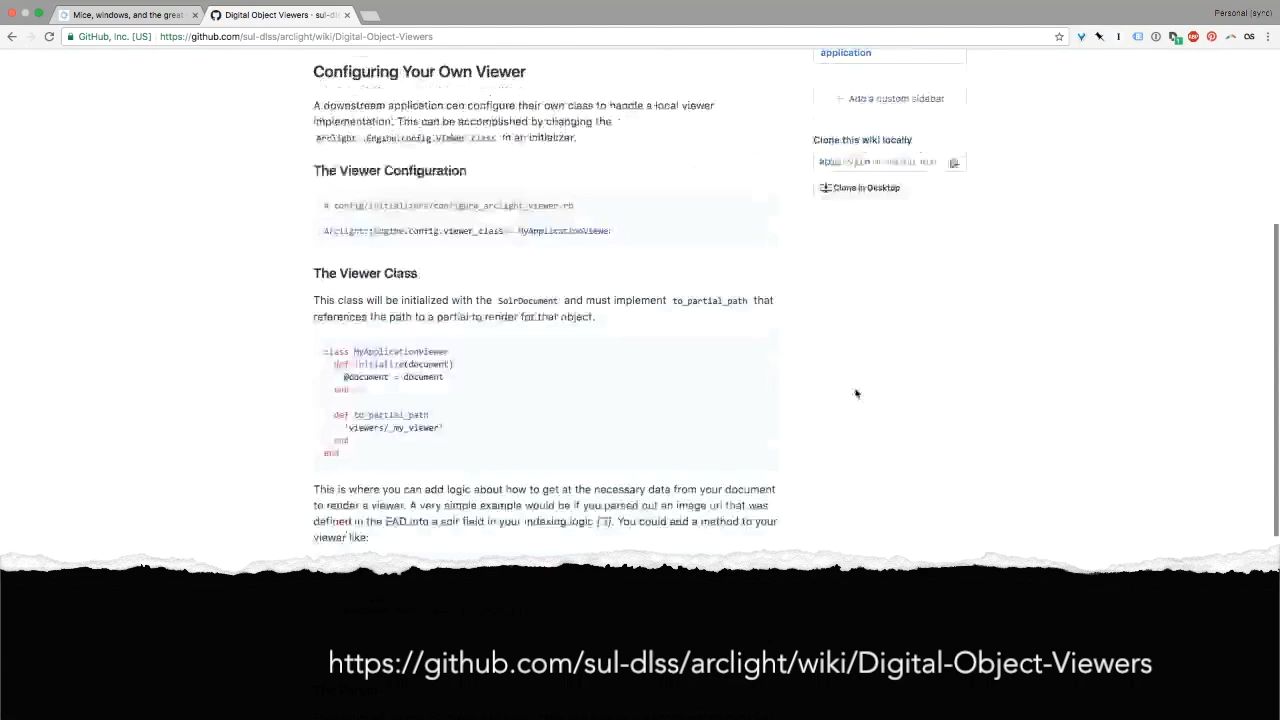 Mice, windows, and the great
Digital Object Viewers · sul-dls
Personal (sync)
GitHub, Inc. [US]
https://github.com/sul-dlss/arclight/wiki/Digital-Object-Viewers
application
Configuring Your Own Viewer
+ Add a custom sidebar
A downstream application can configure their own class to handle a local viewer
implementation. This can be accomplished by changing the
Arclight::Engine.config.viewer_class in an initializer.
Clone this wiki locally
Clone in Desktop
The Viewer Configuration
# config/initializers/configure_arclight_viewer.rb
Arclight::Engine.config.viewer_class = MyApplicationViewer
The Viewer Class
This class will be initialized with the SolrDocument and must implement to_partial_path that
references the path to a partial to render for that object.
class MyApplicationViewer
def initialize(document)
@document = document
end
def to_partial_path
'viewers/_my_viewer'
end
end
This is where you can add logic about how to get at the necessary data from your document
to render a viewer. A very simple example would be if you parsed out an image url that was
defined in the EAD into a solr field in your indexing logic You could add a method to your
viewer like:
https://github.com/sul-dlss/arclight/wiki/Digital-Object-Viewers